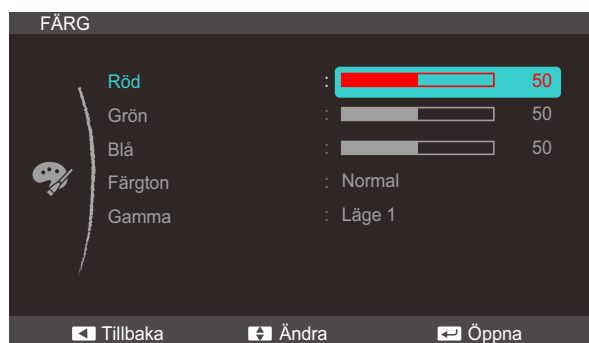 FÄRG
Röd : 50
Grön : 50
Blå : 50
Färgton : Normal
Gamma : Läge 1
Tillbaka Ändra Öppna